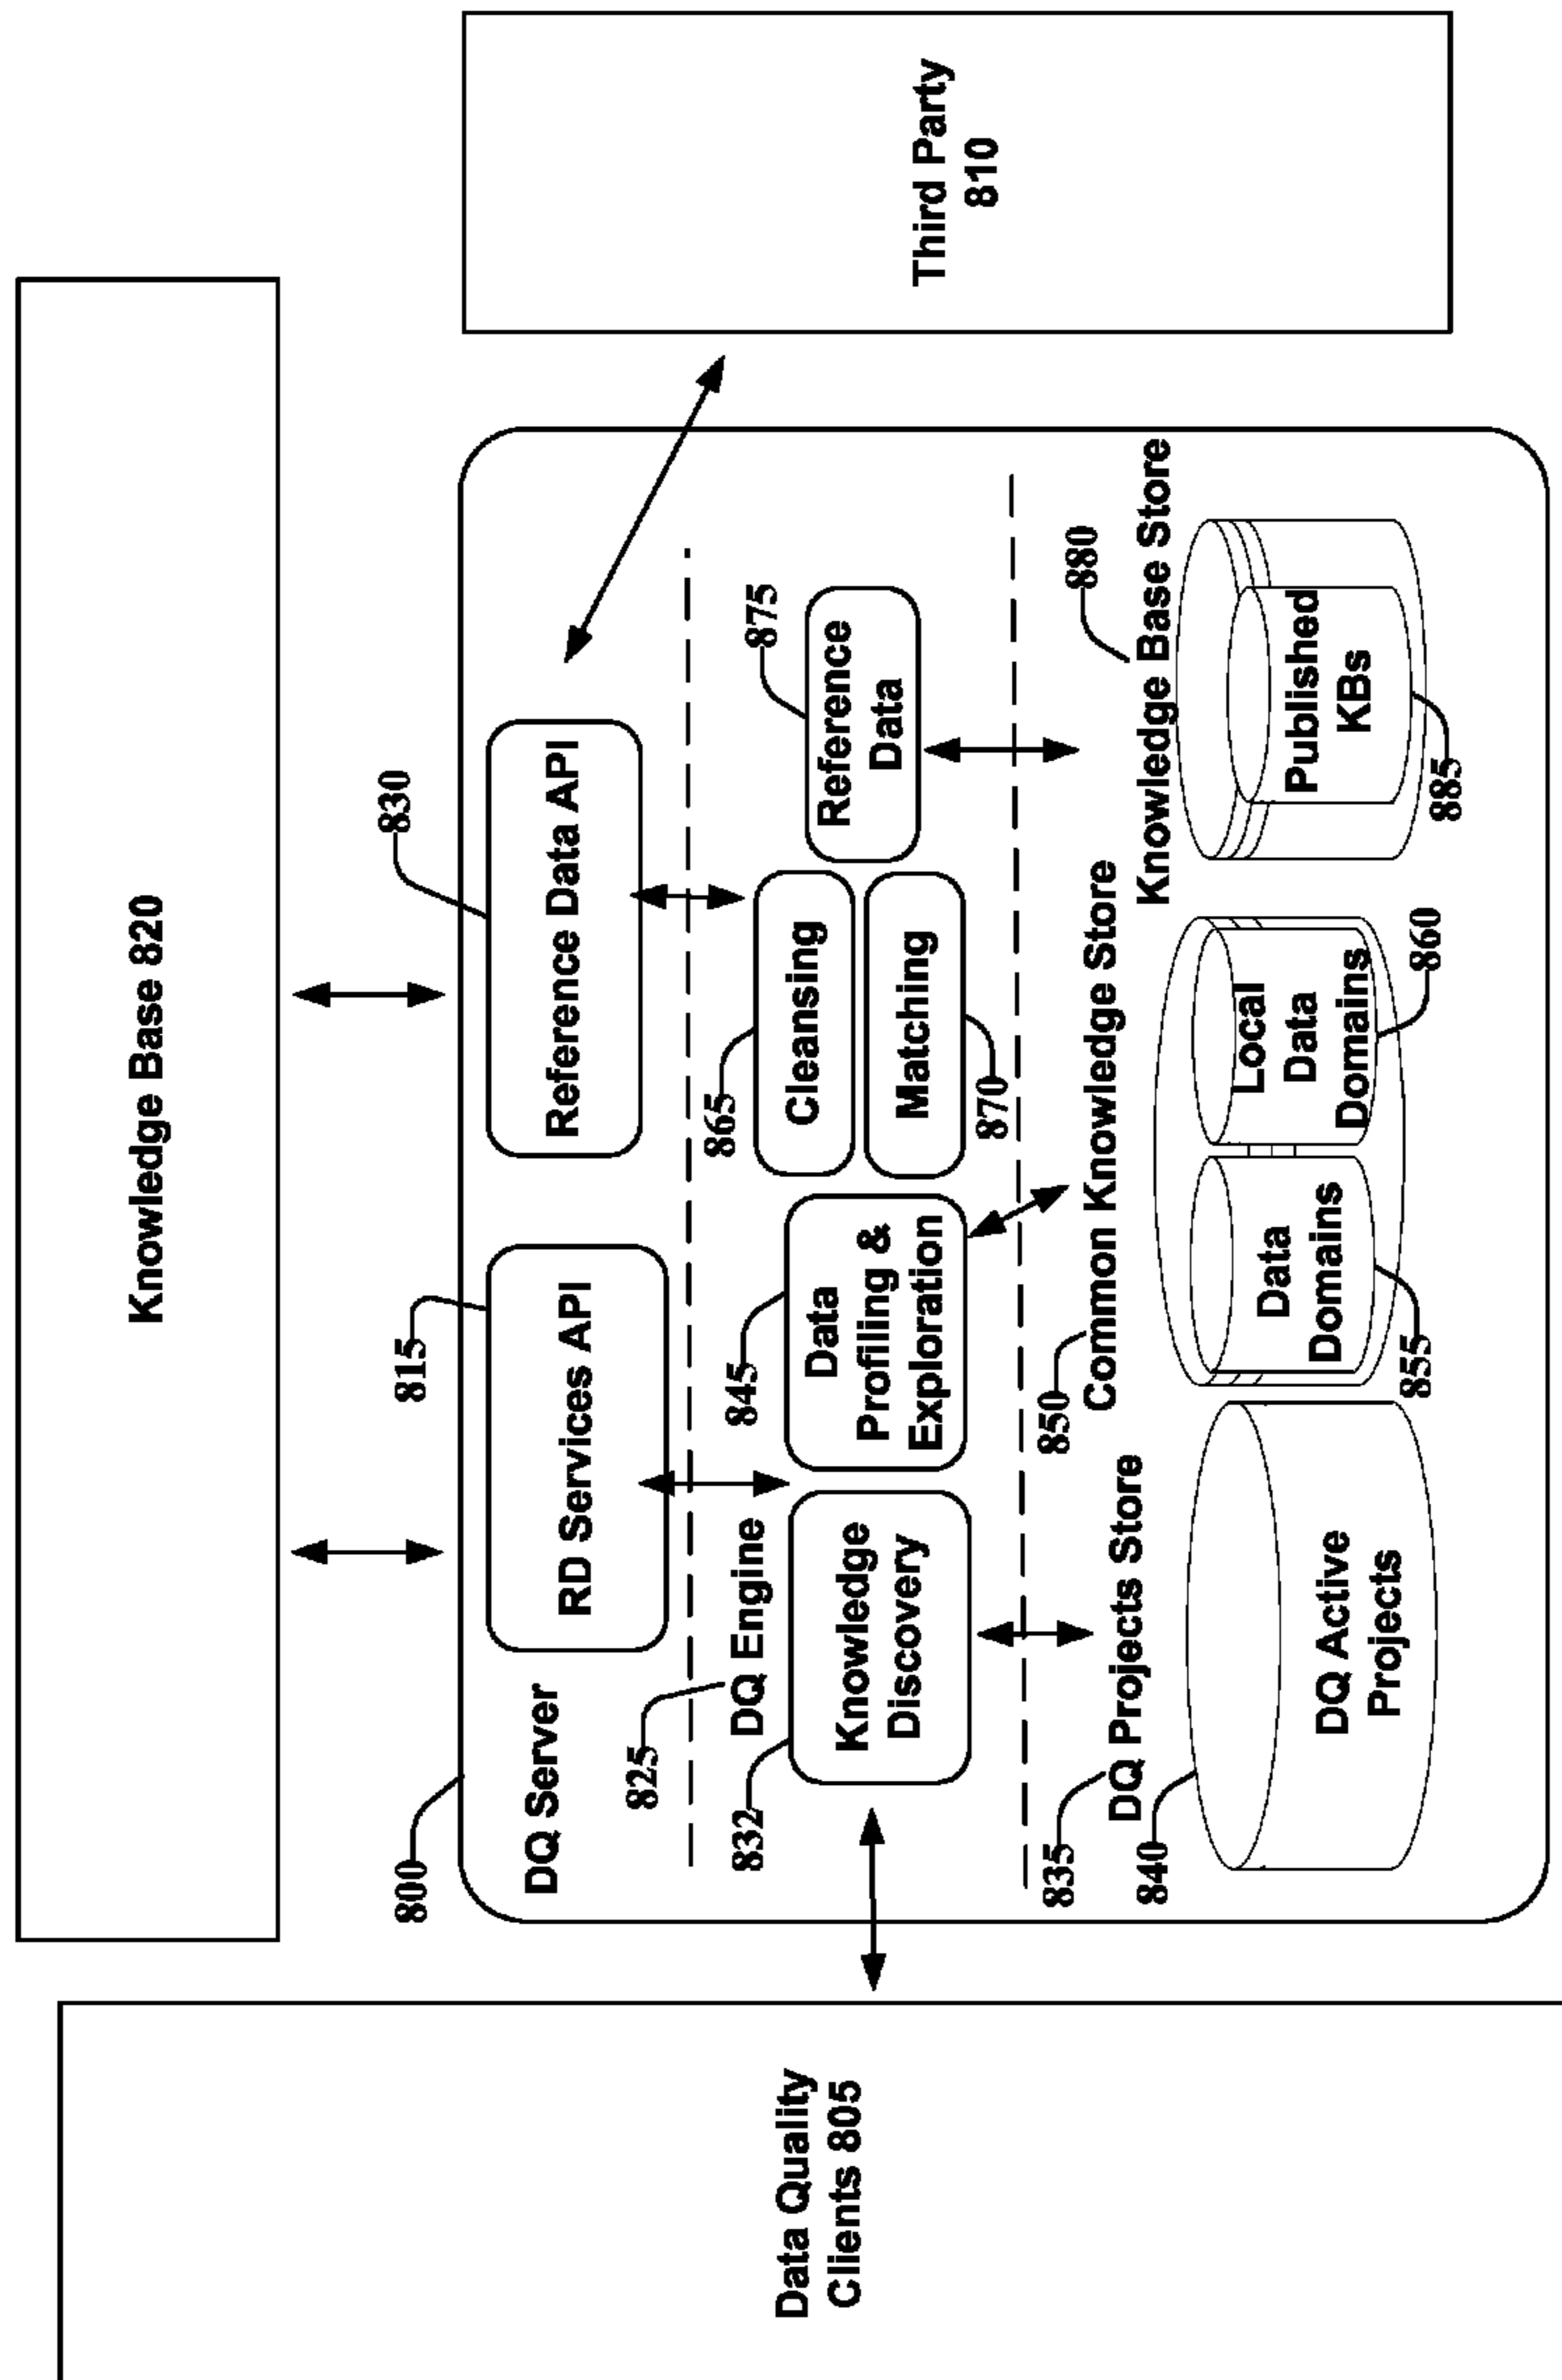 Knowledge Base 820
Data Quality
Clients 805
Third Party
810
800
DQ Server
815
RD Services API
830
Reference Data API
825
DQ Engine
832
Knowledge
Discovery
845
Data
Profiling &
Exploration
865
Cleansing
Matching
870
875
Reference
Data
835
DQ Projects Store
840
DQ Active
Projects
850
Common Knowledge Store
Data
Domains
855
Local
Data
Domains
860
880
Knowledge Base Store
Published
KBs
885